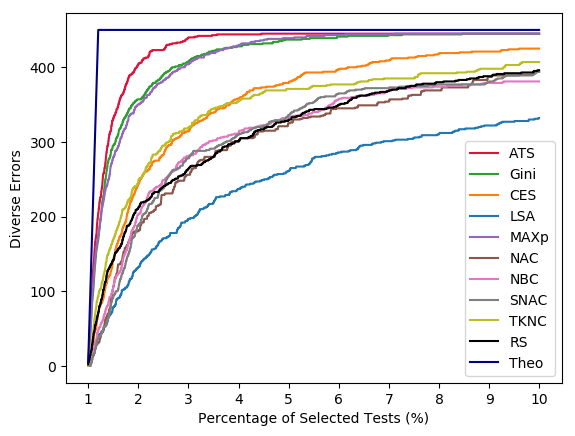 400
300
200
100
0
Diverse Errors
1 2 3 4 5 6 7 8 9 10
Percentage of Selected Tests (%)
ATS
Gini
CES
LSA
MAXp
NAC
NBC
SNAC
TKNC
RS
Theo